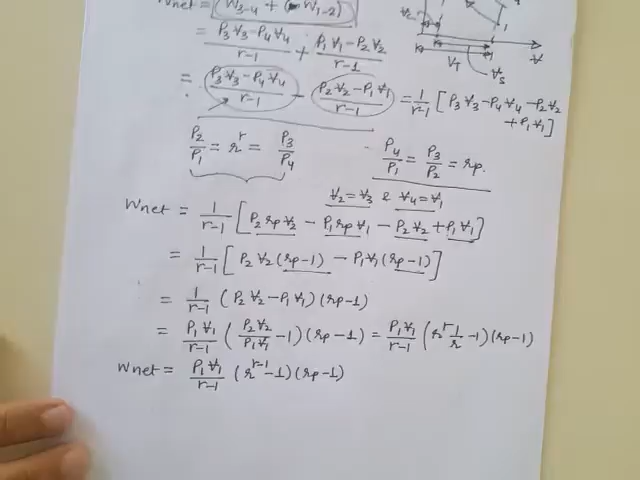 Wnet = (W3-4 + (- W1-2)
= P3V3-P4V4/r-1 + P1V1-P2V2/r-1
= P3V3-P4V4/r-1 - P2V2-P1V1/r-1 = 1/r-1 [P3V3-P4V4-P2V2
+P1V1]
P2/P1 = r^r = P3/P4
P4/P1 = P3/P2 = rp.
V2=V3 & V4=V1
Wnet = 1/r-1 [P2 rp V2 - P1 rp V1 - P2V2 + P1V1]
= 1/r-1 [P2V2(rp-1) - P1V1(rp-1)]
= 1/r-1 (P2V2-P1V1)(rp-1)
= P1V1/r-1 (P2V2/P1V1 -1)(rp-1) = P1V1/r-1 (r^r 1/r -1)(rp-1)
Wnet = P1V1/r-1 (r^r-1 -1)(rp-1)
V2
1
V
VT
Vs